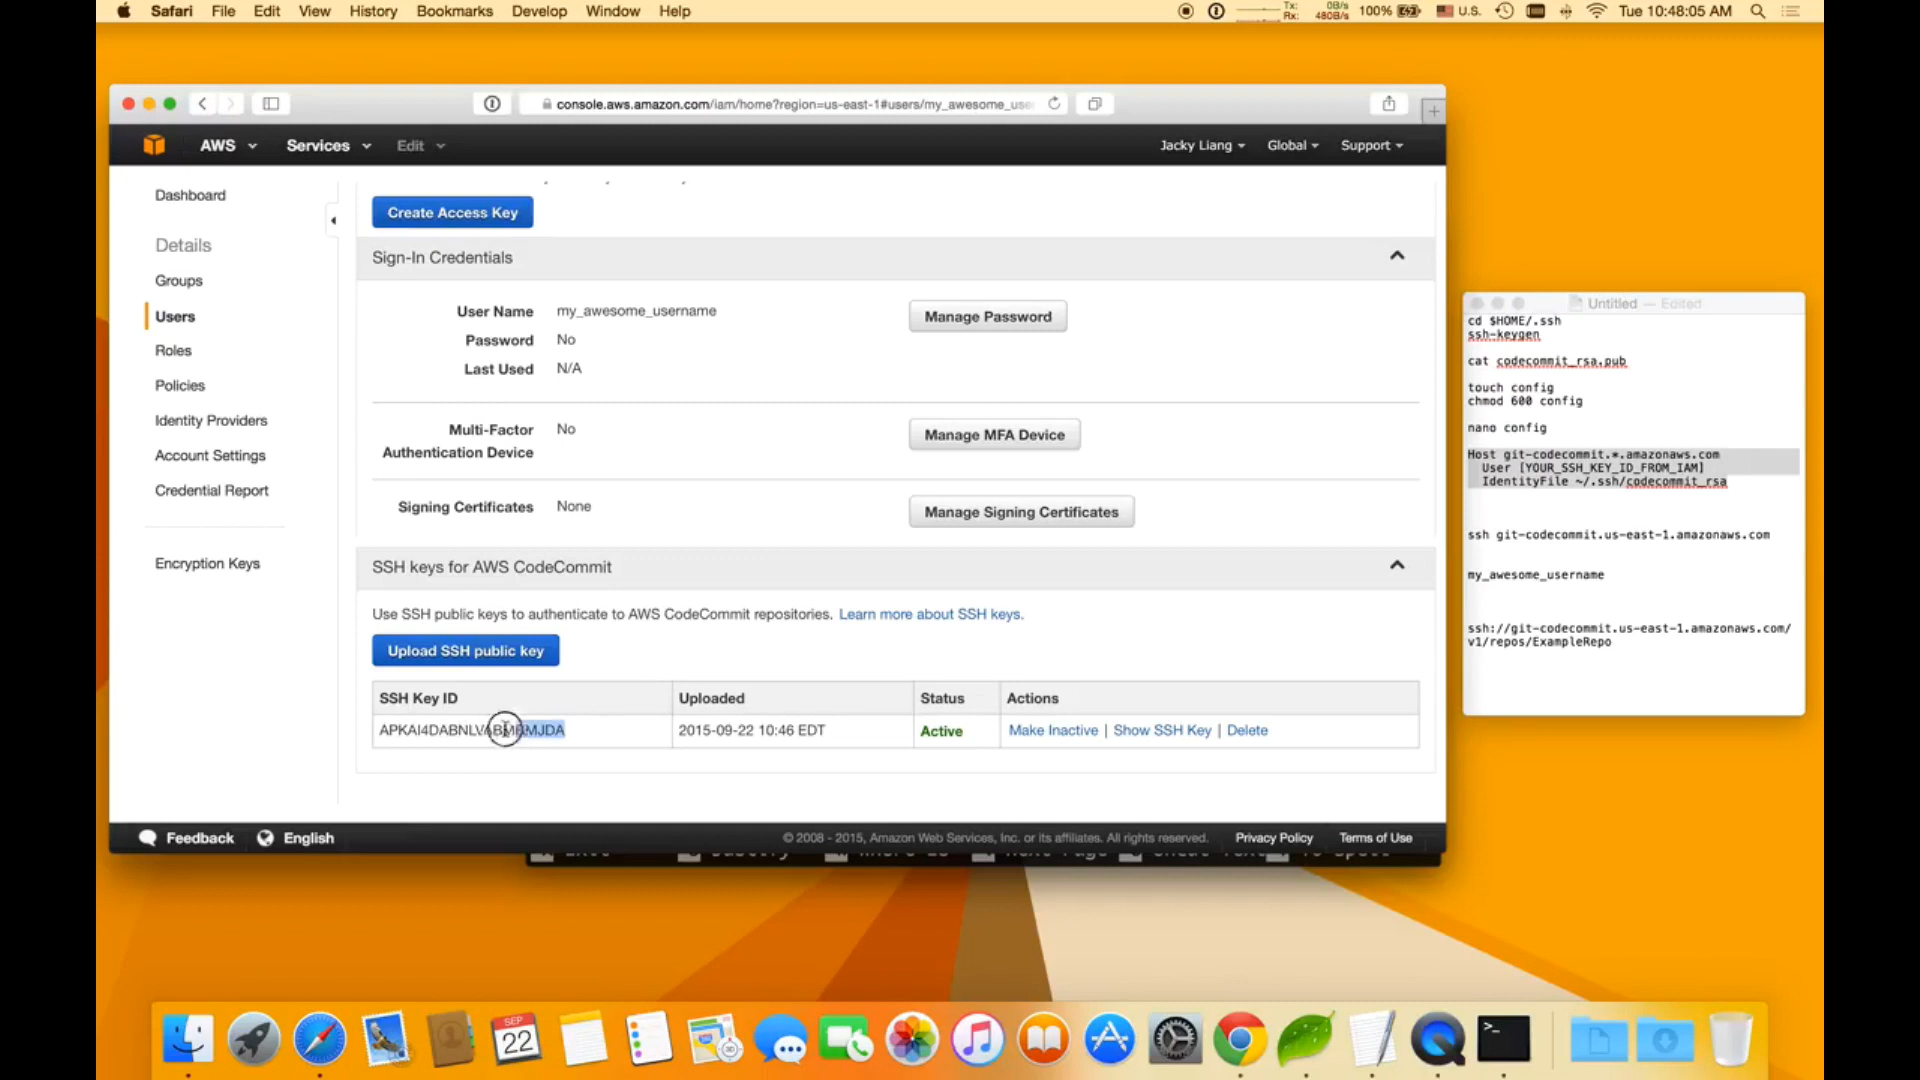 Safari File Edit View History Bookmarks Develop Window Help
Tx: 0B/s
Rx: 480B/s
100% U.S. Tue 10:48:05 AM
console.aws.amazon.com/iam/home?region=us-east-1#users/my_awesome_use
AWS Services Edit Jacky Liang Global Support
Dashboard
Details
Groups
Users
Roles
Policies
Identity Providers
Account Settings
Credential Report
Encryption Keys
Create Access Key
Sign-In Credentials
User Name my_awesome_username
Manage Password
Password No
Last Used N/A
Multi-Factor Authentication Device No
Manage MFA Device
Signing Certificates None
Manage Signing Certificates
SSH keys for AWS CodeCommit
Use SSH public keys to authenticate to AWS CodeCommit repositories. Learn more about SSH keys.
Upload SSH public key
SSH Key ID Uploaded Status Actions
2015-09-22 10:46 EDT Active Make Inactive | Show SSH Key | Delete
Feedback English
© 2008 - 2015, Amazon Web Services, Inc. or its affiliates. All rights reserved. Privacy Policy Terms of Use
Untitled — Edited
cd $HOME/.ssh
ssh-keygen
cat codecommit_rsa.pub
touch config
chmod 600 config
nano config
Host git-codecommit.*.amazonaws.com
User [YOUR_SSH_KEY_ID_FROM_IAM]
IdentityFile ~/.ssh/codecommit_rsa
ssh git-codecommit.us-east-1.amazonaws.com
my_awesome_username
ssh://git-codecommit.us-east-1.amazonaws.com/
v1/repos/ExampleRepo
SEP
22